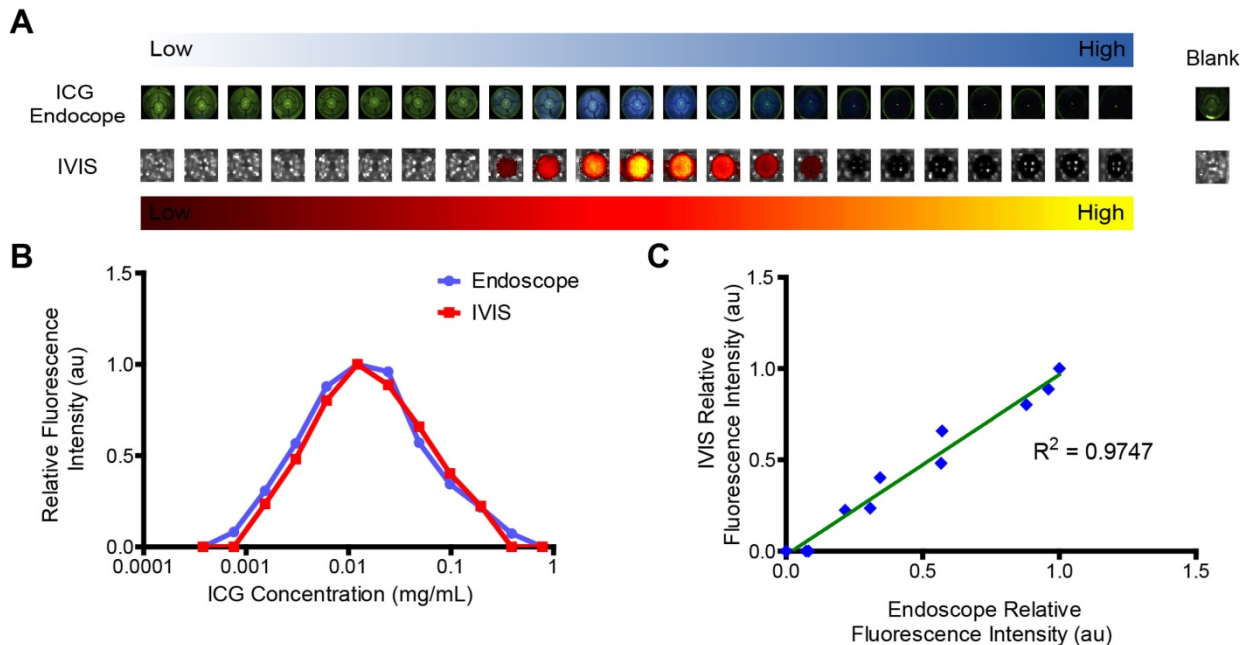 A
Low High
Blank
ICG
Endocope
IVIS
Low High
B
1.5
1.0
0.5
0.0
Relative Fluorescence
Intensity (au)
Endoscope
IVIS
0.0001 0.001 0.01 0.1 1
ICG Concentration (mg/mL)
C
1.5
1.0
0.5
0.0
IVIS Relative
Fluorescence Intensity (au)
R² = 0.9747
0.0 0.5 1.0 1.5
Endoscope Relative
Fluorescence Intensity (au)